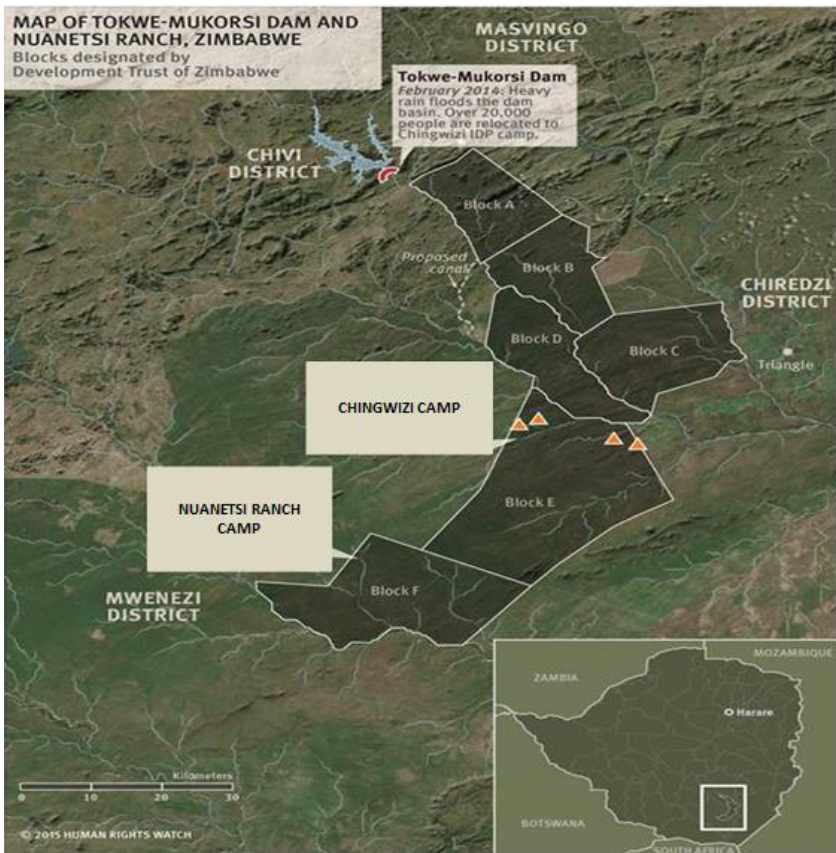 MAP OF TOKWE-MUKORSI DAM AND
NUANETSI RANCH, ZIMBABWE
Blocks designated by
Development Trust of Zimbabwe
MASVINGO
DISTRICT
Tokwe-Mukorsi Dam
February 2014: Heavy
rain floods the dam
basin. Over 20,000
people are relocated to
Chingwizi IDP camp.
CHIVI
DISTRICT
Block A
Proposed
canal
Block B
CHIREDZI
DISTRICT
Block D
Block C
Triangle
CHINGWIZI CAMP
Block E
NUANETSI RANCH
CAMP
Block F
MWENEZI
DISTRICT
MOZAMBIQUE
ZAMBIA
Harare
Kilometers
0 10 20 30
BOTSWANA
© 2015 HUMAN RIGHTS WATCH
SOUTH AFRICA